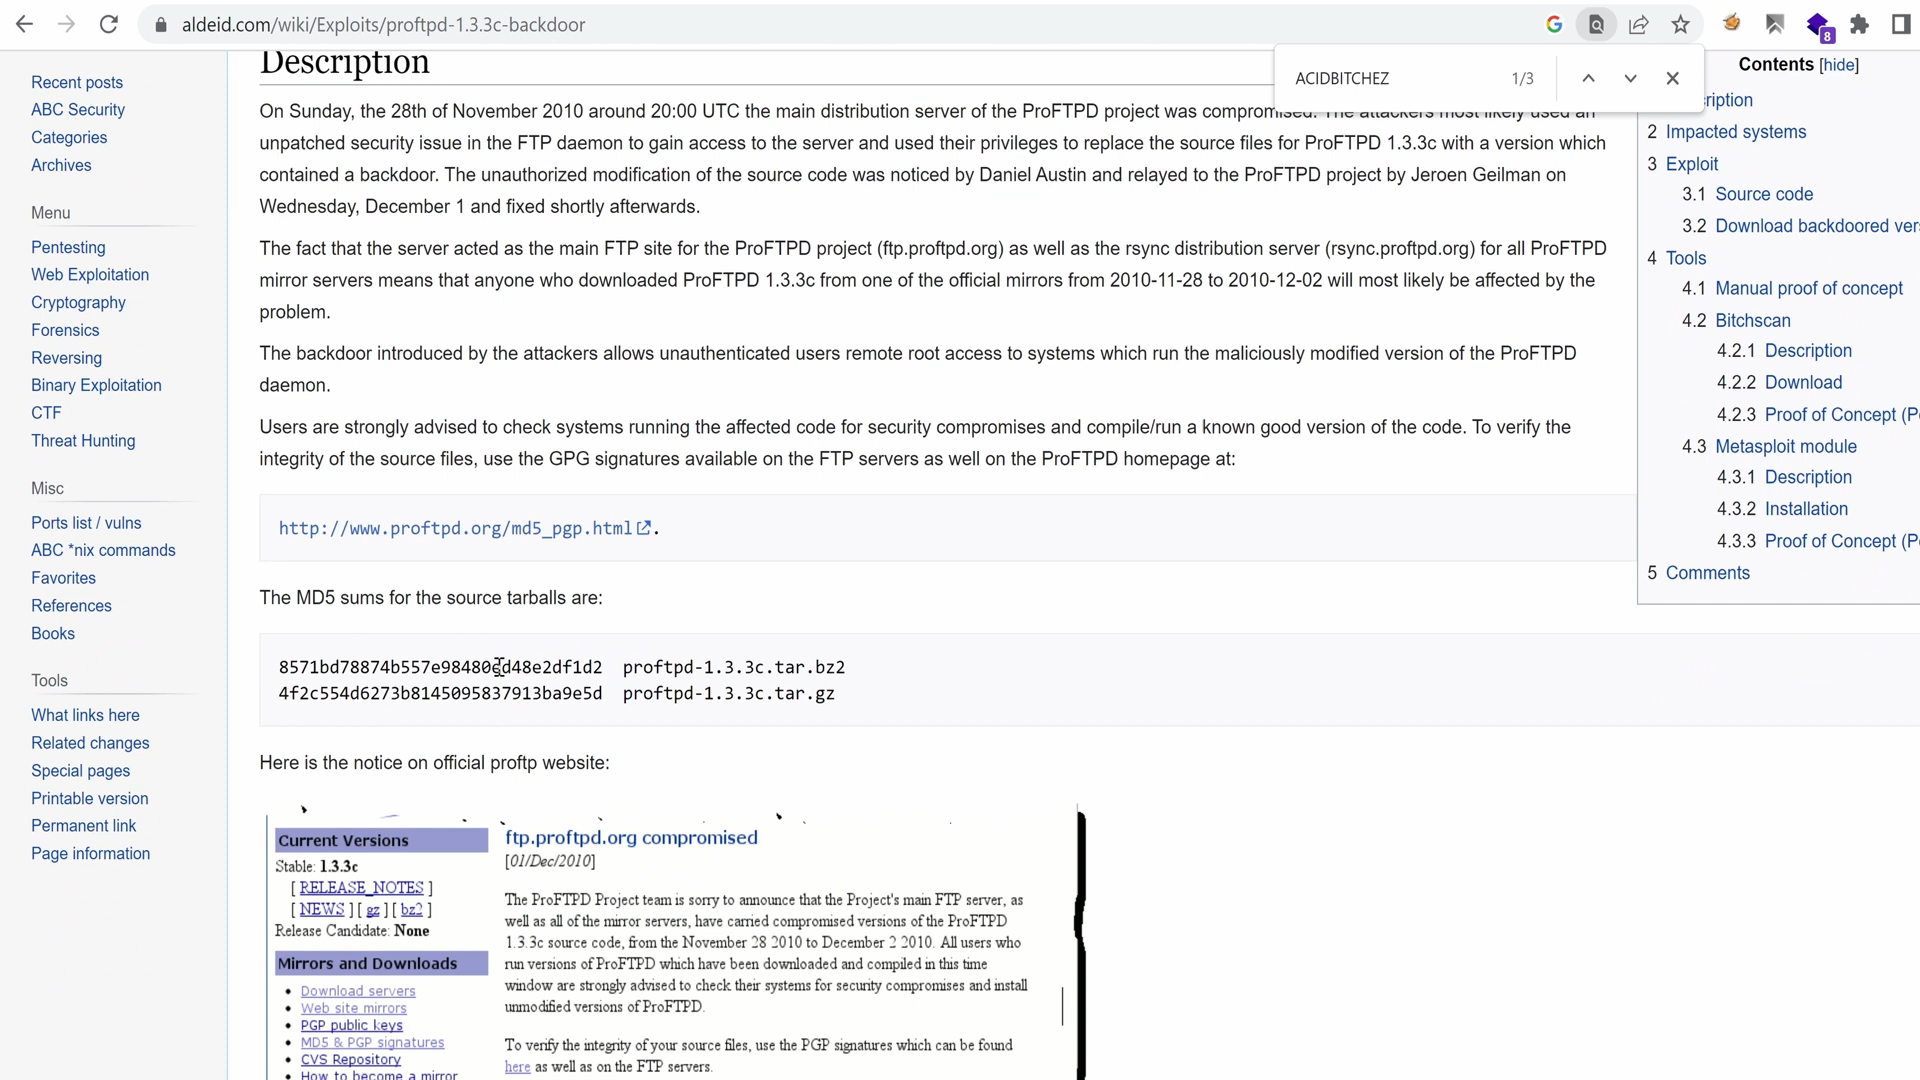 aldeid.com/wiki/Exploits/proftpd-1.3.3c-backdoor
8
ACIDBITCHEZ 1/3
Recent posts
ABC Security
Categories
Archives
Menu
Pentesting
Web Exploitation
Cryptography
Forensics
Reversing
Binary Exploitation
CTF
Threat Hunting
Misc
Ports list / vulns
ABC *nix commands
Favorites
References
Books
Tools
What links here
Related changes
Special pages
Printable version
Permanent link
Page information
Description
On Sunday, the 28th of November 2010 around 20:00 UTC the main distribution server of the ProFTPD project was compromised. The attackers most likely used an
unpatched security issue in the FTP daemon to gain access to the server and used their privileges to replace the source files for ProFTPD 1.3.3c with a version which
contained a backdoor. The unauthorized modification of the source code was noticed by Daniel Austin and relayed to the ProFTPD project by Jeroen Geilman on
Wednesday, December 1 and fixed shortly afterwards.
The fact that the server acted as the main FTP site for the ProFTPD project (ftp.proftpd.org) as well as the rsync distribution server (rsync.proftpd.org) for all ProFTPD
mirror servers means that anyone who downloaded ProFTPD 1.3.3c from one of the official mirrors from 2010-11-28 to 2010-12-02 will most likely be affected by the
problem.
The backdoor introduced by the attackers allows unauthenticated users remote root access to systems which run the maliciously modified version of the ProFTPD
daemon.
Users are strongly advised to check systems running the affected code for security compromises and compile/run a known good version of the code. To verify the
integrity of the source files, use the GPG signatures available on the FTP servers as well on the ProFTPD homepage at:
http://www.proftpd.org/md5_pgp.html.
The MD5 sums for the source tarballs are:
proftpd-1.3.3c.tar.bz2
4f2c554d6273b8145095837913ba9e5d proftpd-1.3.3c.tar.gz
Here is the notice on official proftp website:
Current Versions
Stable: 1.3.3c
[ RELEASE_NOTES ]
[ NEWS ] [ gz ] [ bz2 ]
Release Candidate: None
Mirrors and Downloads
Download servers
Web site mirrors
PGP public keys
MD5 & PGP signatures
CVS Repository
How to become a mirror
ftp.proftpd.org compromised
[01/Dec/2010]
The ProFTPD Project team is sorry to announce that the Project's main FTP server, as
well as all of the mirror servers, have carried compromised versions of the ProFTPD
1.3.3c source code, from the November 28 2010 to December 2 2010. All users who
run versions of ProFTPD which have been downloaded and compiled in this time
window are strongly advised to check their systems for security compromises and install
unmodified versions of ProFTPD.
To verify the integrity of your source files, use the PGP signatures which can be found
here as well as on the FTP servers.
Contents [hide]
ription
2 Impacted systems
3 Exploit
3.1 Source code
3.2 Download backdoored ver
4 Tools
4.1 Manual proof of concept
4.2 Bitchscan
4.2.1 Description
4.2.2 Download
4.2.3 Proof of Concept (P
4.3 Metasploit module
4.3.1 Description
4.3.2 Installation
4.3.3 Proof of Concept (P
5 Comments